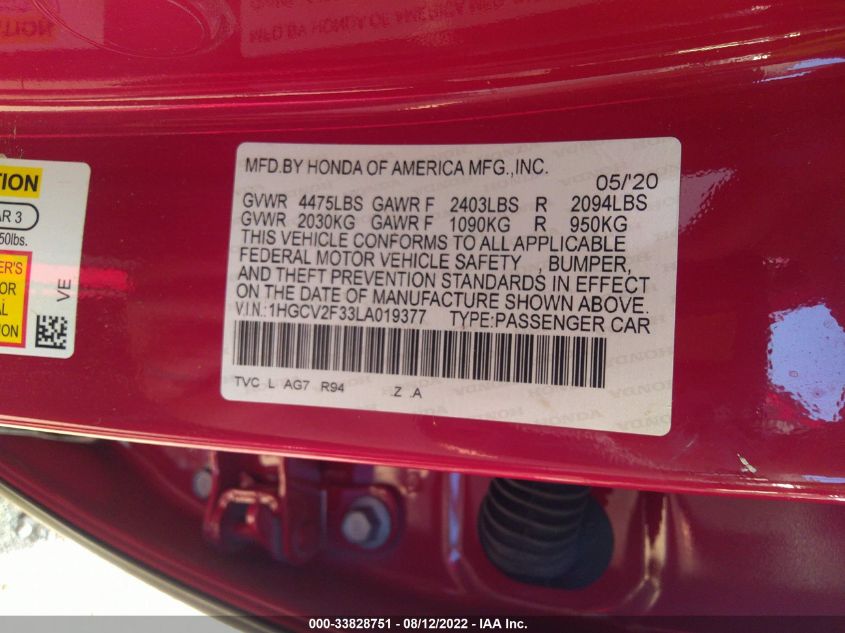 MFD.BY HONDA OF AMERICA MFG.,INC.
05/'20
GVWR 4475LBS GAWR F 2403LBS R 2094LBS
GVWR 2030KG GAWR F 1090KG R 950KG
THIS VEHICLE CONFORMS TO ALL APPLICABLE
FEDERAL MOTOR VEHICLE SAFETY , BUMPER,
AND THEFT PREVENTION STANDARDS IN EFFECT
ON THE DATE OF MANUFACTURE SHOWN ABOVE.
V.I.N.: 1HGCV2F33LA019377 TYPE:PASSENGER CAR
TVC L AG7 R94 .Z .A
HONDA
TION
AR 3
50lbs.
ER'S
OR
AL
TION
VE
000-33828751 - 08/12/2022 - IAA Inc.